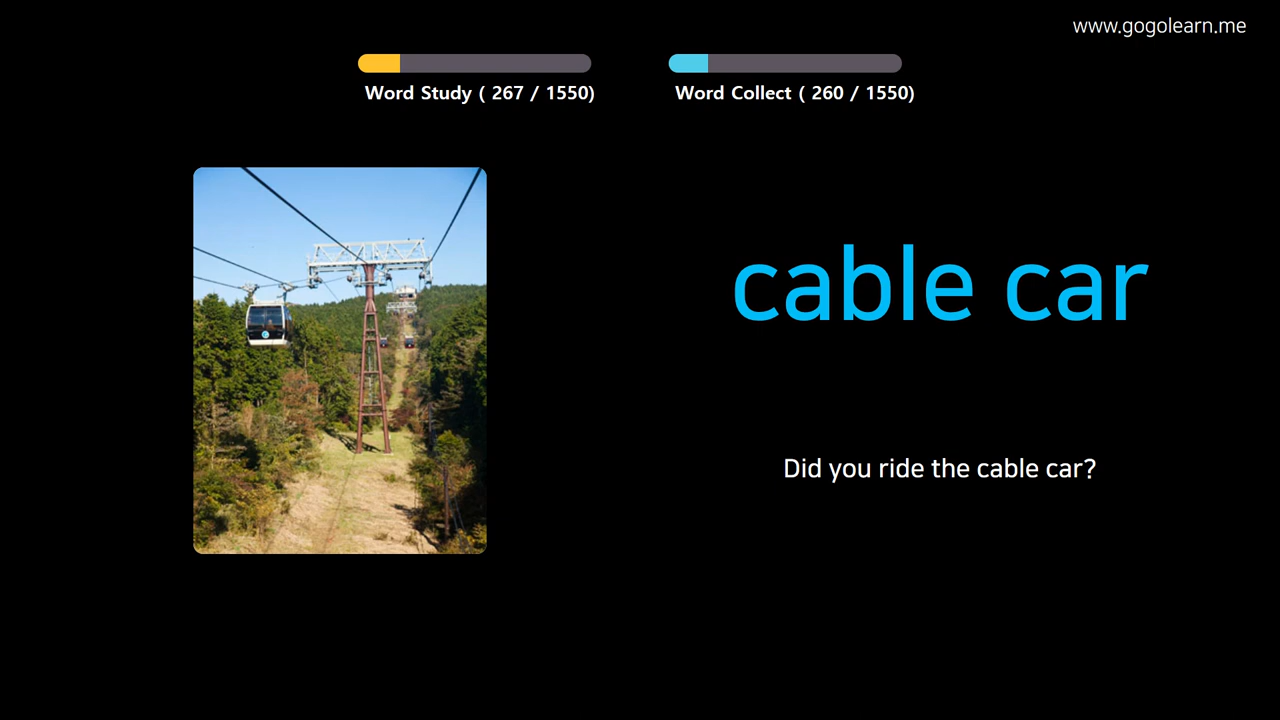 www.gogolearn.me
Word Study ( 267 / 1550)
Word Collect ( 260 / 1550)
cable car
Did you ride the cable car?